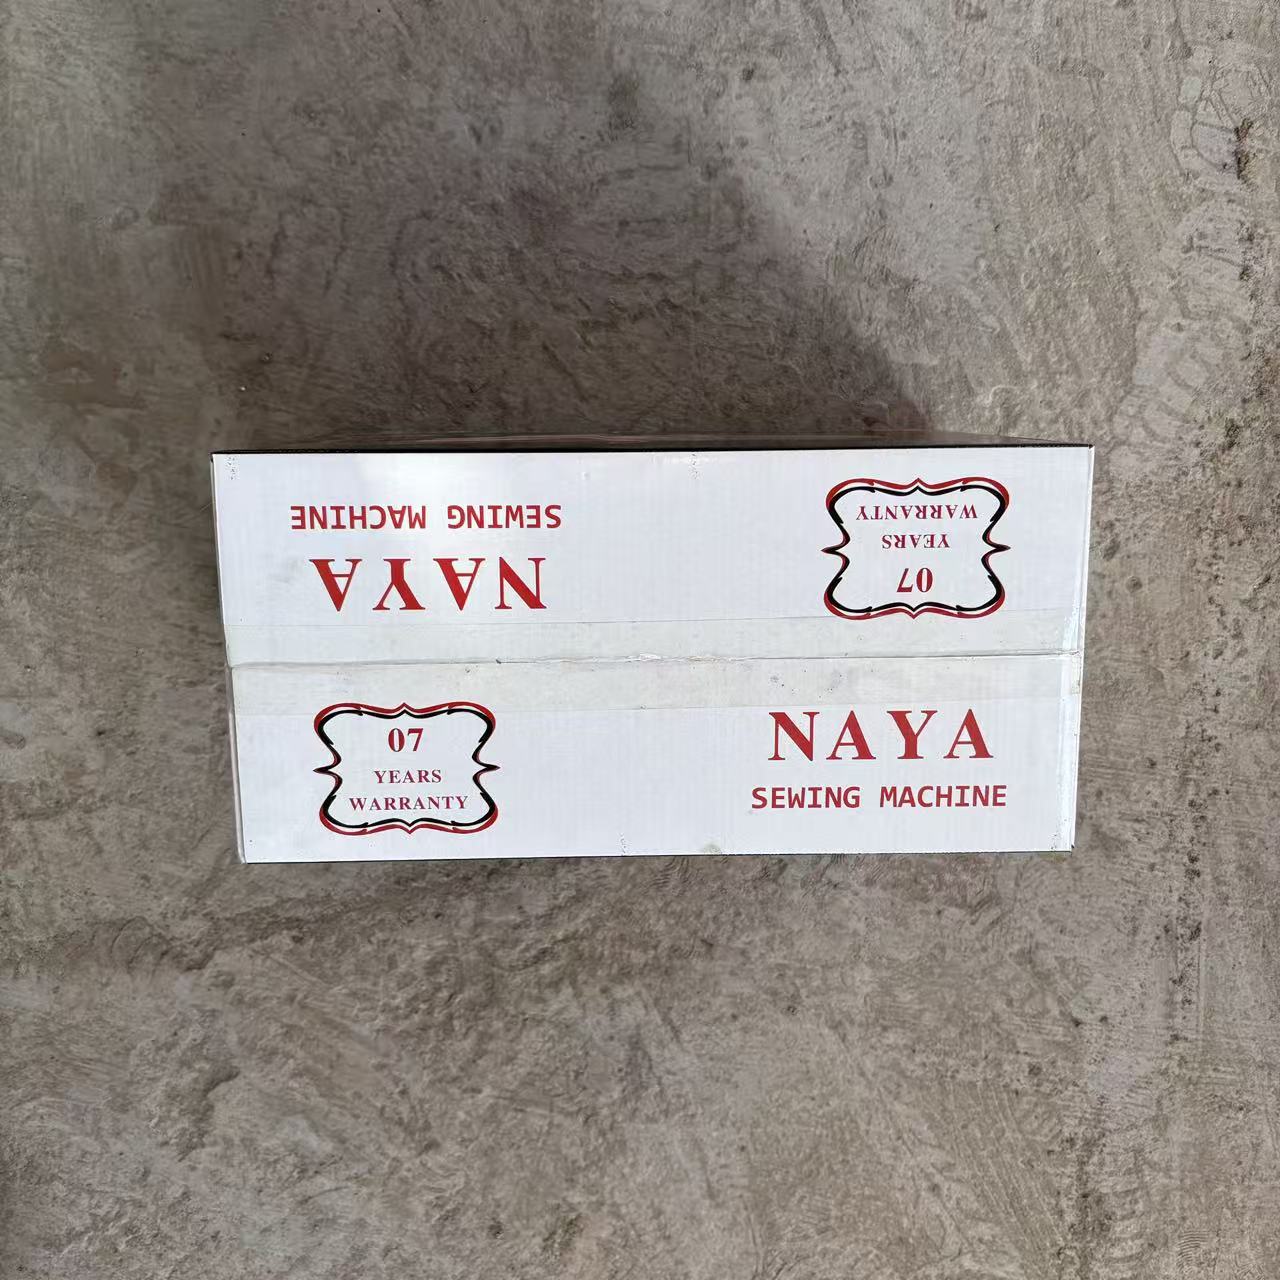 SEWING MACHINE
NAYA
07
YEARS
WARRANTY
07
YEARS
WARRANTY
NAYA
SEWING MACHINE